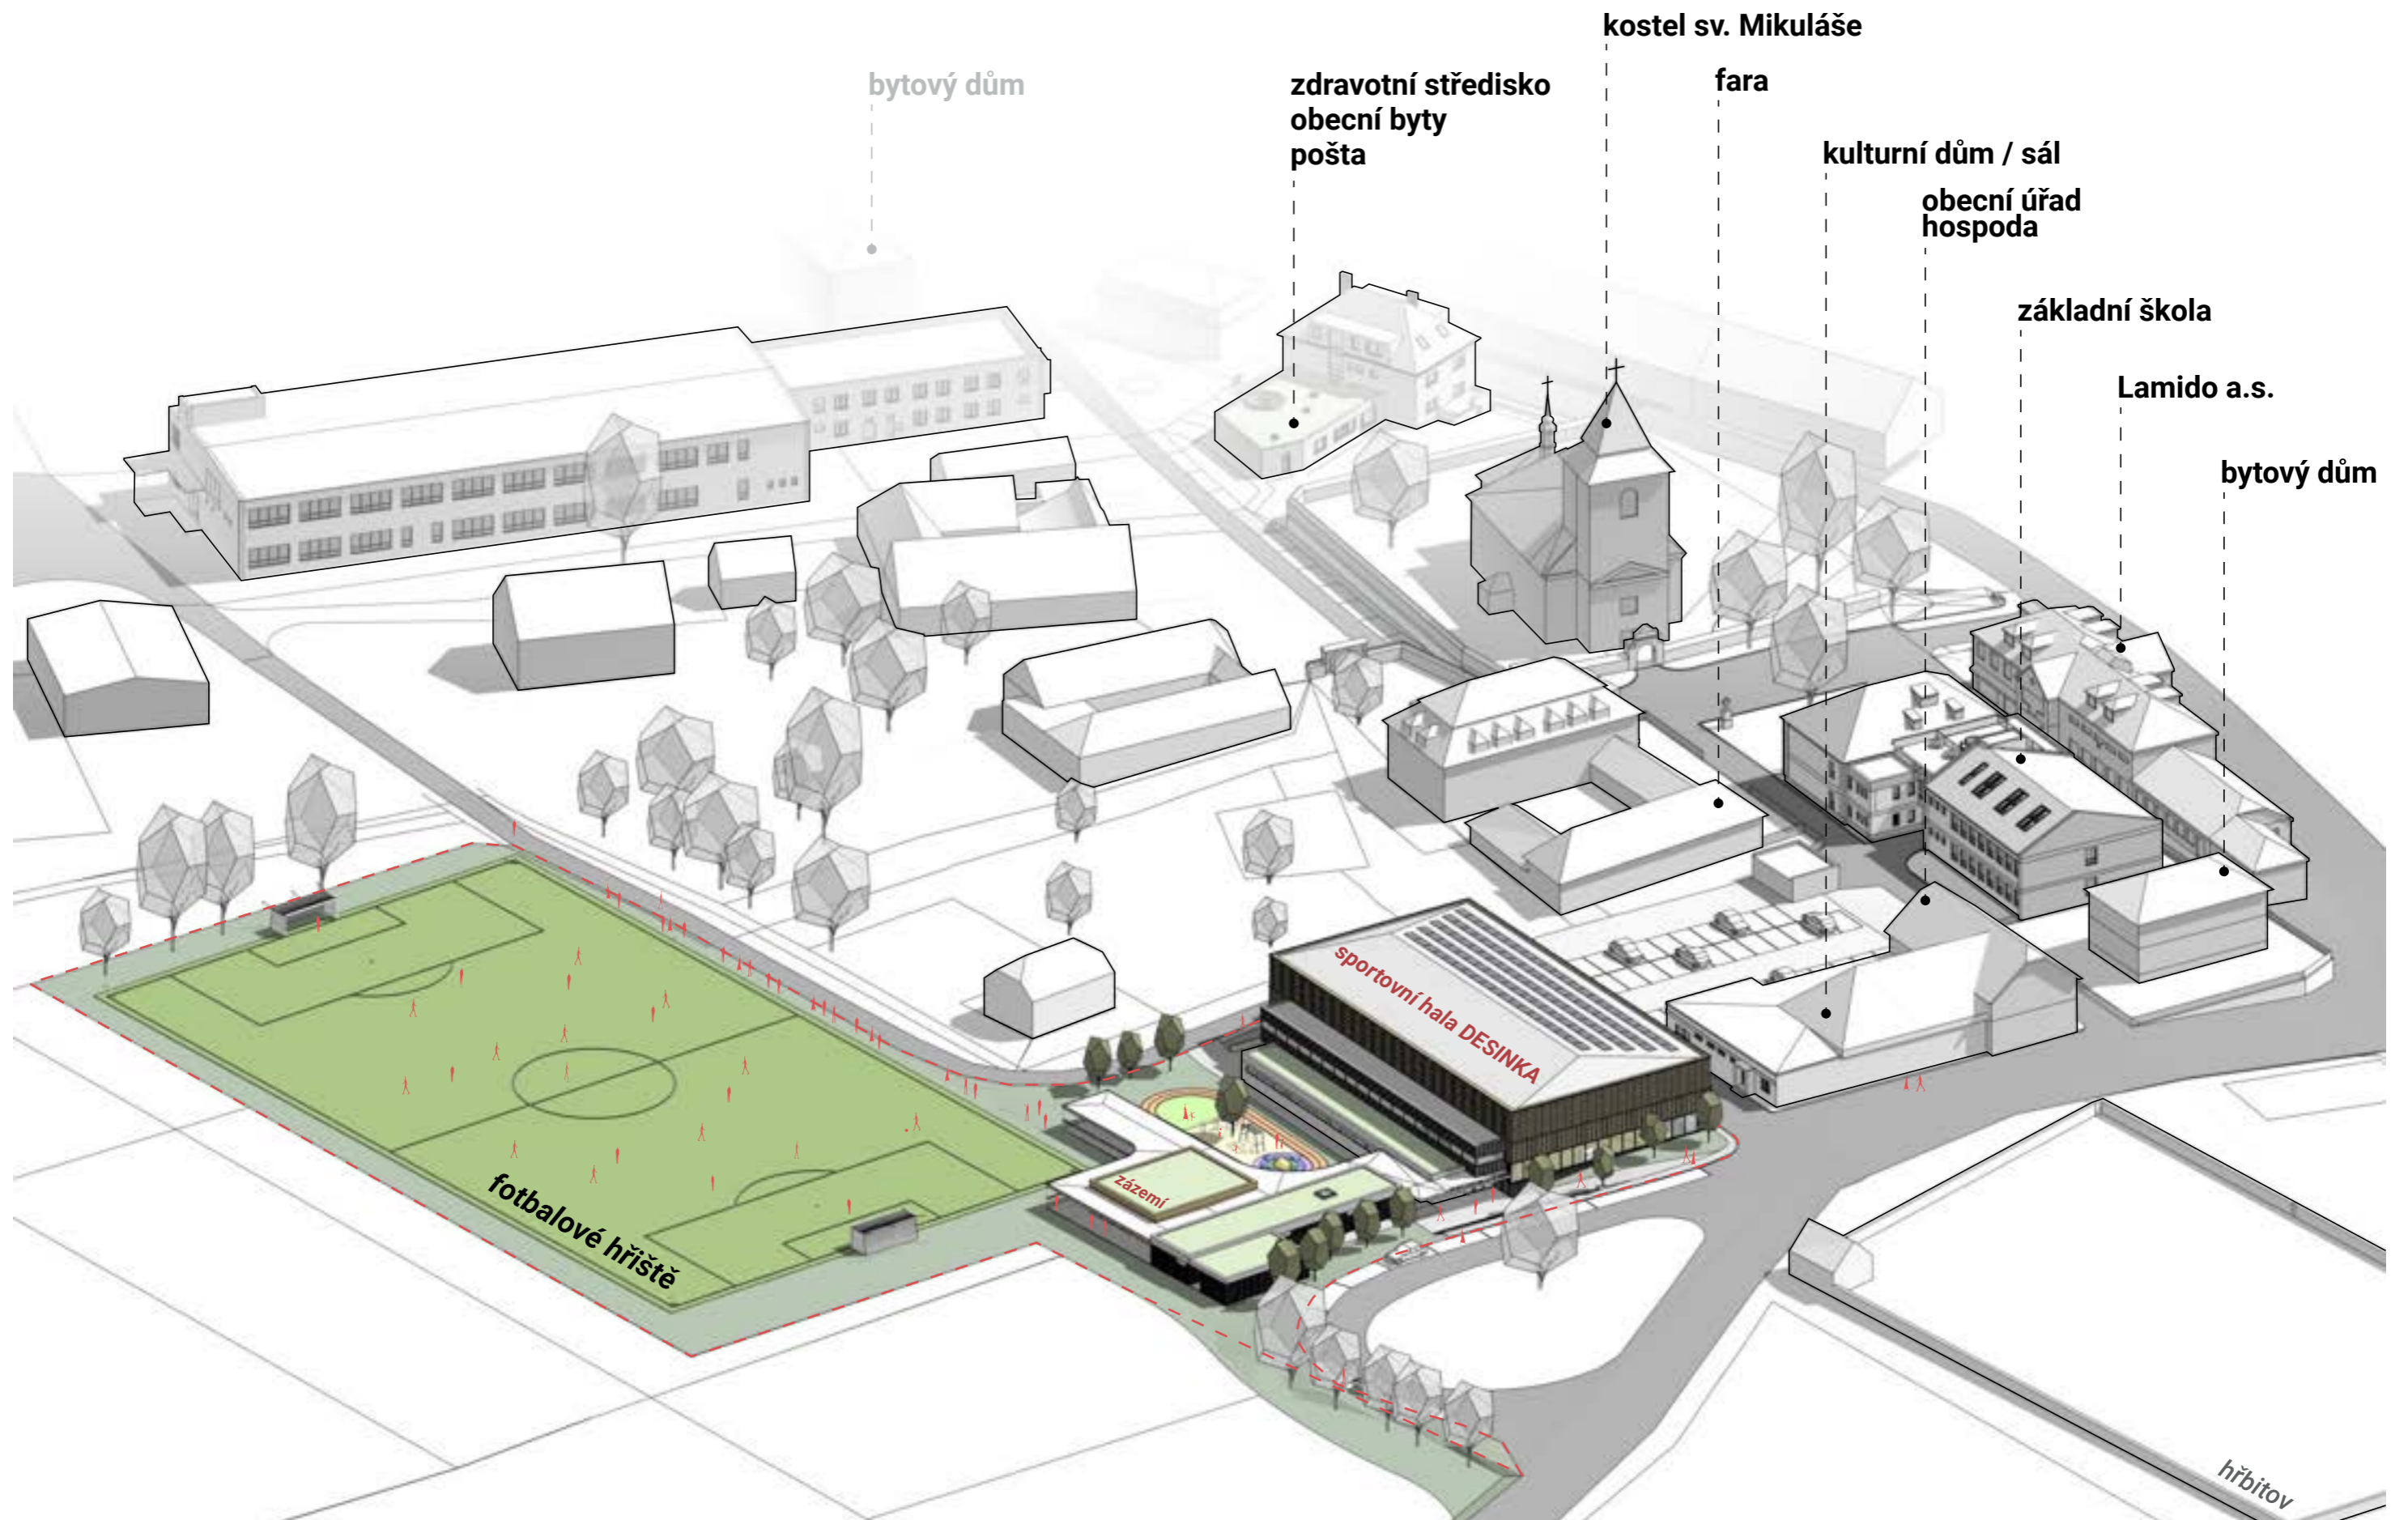 kostel sv. Mikuláše
bytový dům
zdravotní středisko
obecní byty
pošta
fara
kulturní dům / sál
obecní úřad
hospoda
základní škola
Lamido a.s.
bytový dům
sportovní hala DESINKA
zázemí
fotbalové hřiště
hřbitov